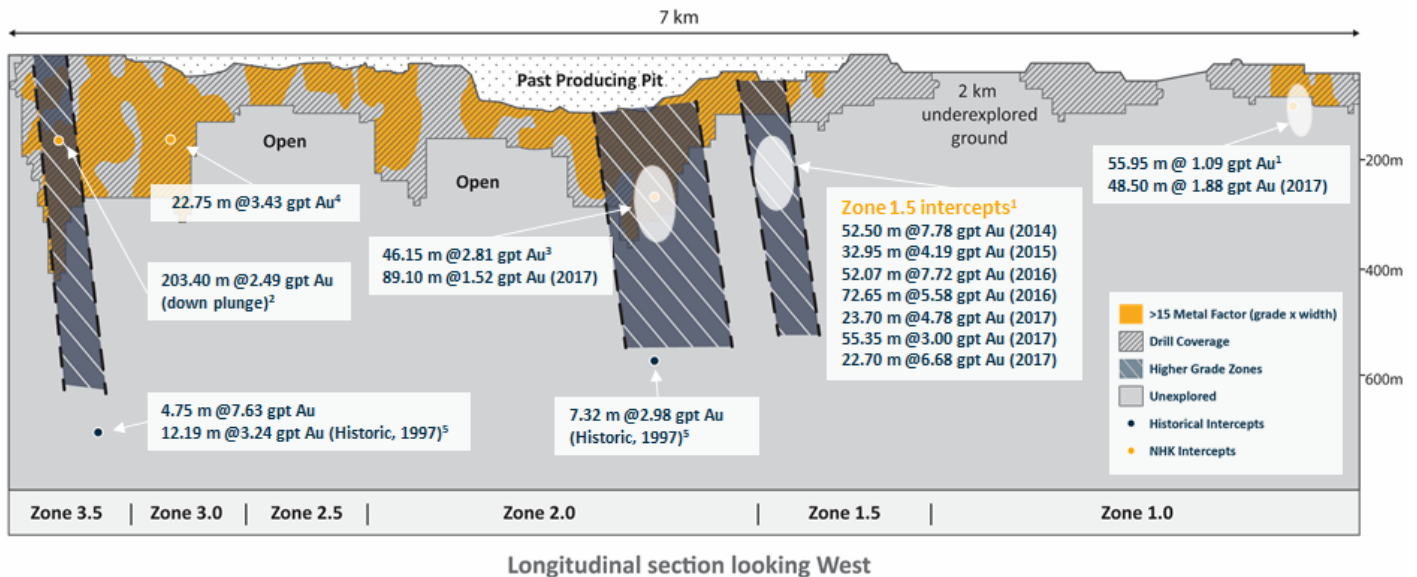 7 km
Past Producing Pit
2 km
underexplored
ground
Open
Open
200m
400m
600m
22.75 m @3.43 gpt Au⁴
203.40 m @2.49 gpt Au
(down plunge)²
46.15 m @2.81 gpt Au³
89.10 m @1.52 gpt Au (2017)
Zone 1.5 intercepts¹
52.50 m @7.78 gpt Au (2014)
32.95 m @4.19 gpt Au (2015)
52.07 m @7.72 gpt Au (2016)
72.65 m @5.58 gpt Au (2016)
23.70 m @4.78 gpt Au (2017)
55.35 m @3.00 gpt Au (2017)
22.70 m @6.68 gpt Au (2017)
55.95 m @ 1.09 gpt Au¹
48.50 m @ 1.88 gpt Au (2017)
4.75 m @7.63 gpt Au
12.19 m @3.24 gpt Au (Historic, 1997)⁵
7.32 m @2.98 gpt Au
(Historic, 1997)⁵
>15 Metal Factor (grade x width)
Drill Coverage
Higher Grade Zones
Unexplored
Historical Intercepts
NHK Intercepts
Zone 3.5 | Zone 3.0 | Zone 2.5 | Zone 2.0 | Zone 1.5 | Zone 1.0
Longitudinal section looking West